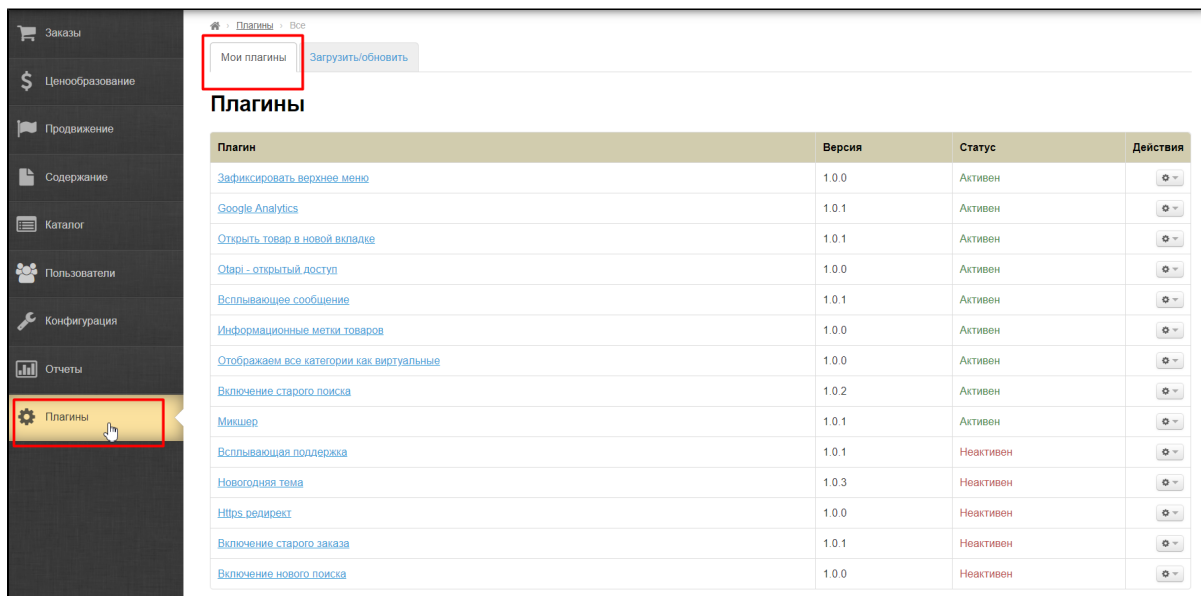 Плагины › Все
Мои плагины Загрузить/обновить
Заказы
Ценообразование
Продвижение
Содержание
Каталог
Пользователи
Конфигурация
Отчеты
Плагины
Плагины
Плагин Версия Статус Действия
Зафиксировать верхнее меню 1.0.0 Активен
Google Analytics 1.0.1 Активен
Открыть товар в новой вкладке 1.0.1 Активен
Otapi - открытый доступ 1.0.0 Активен
Всплывающее сообщение 1.0.1 Активен
Информационные метки товаров 1.0.0 Активен
Отображаем все категории как виртуальные 1.0.0 Активен
Включение старого поиска 1.0.2 Активен
Микшер 1.0.1 Активен
Всплывающая поддержка 1.0.1 Неактивен
Новогодняя тема 1.0.3 Неактивен
Https редирект 1.0.0 Неактивен
Включение старого заказа 1.0.1 Неактивен
Включение нового поиска 1.0.0 Неактивен